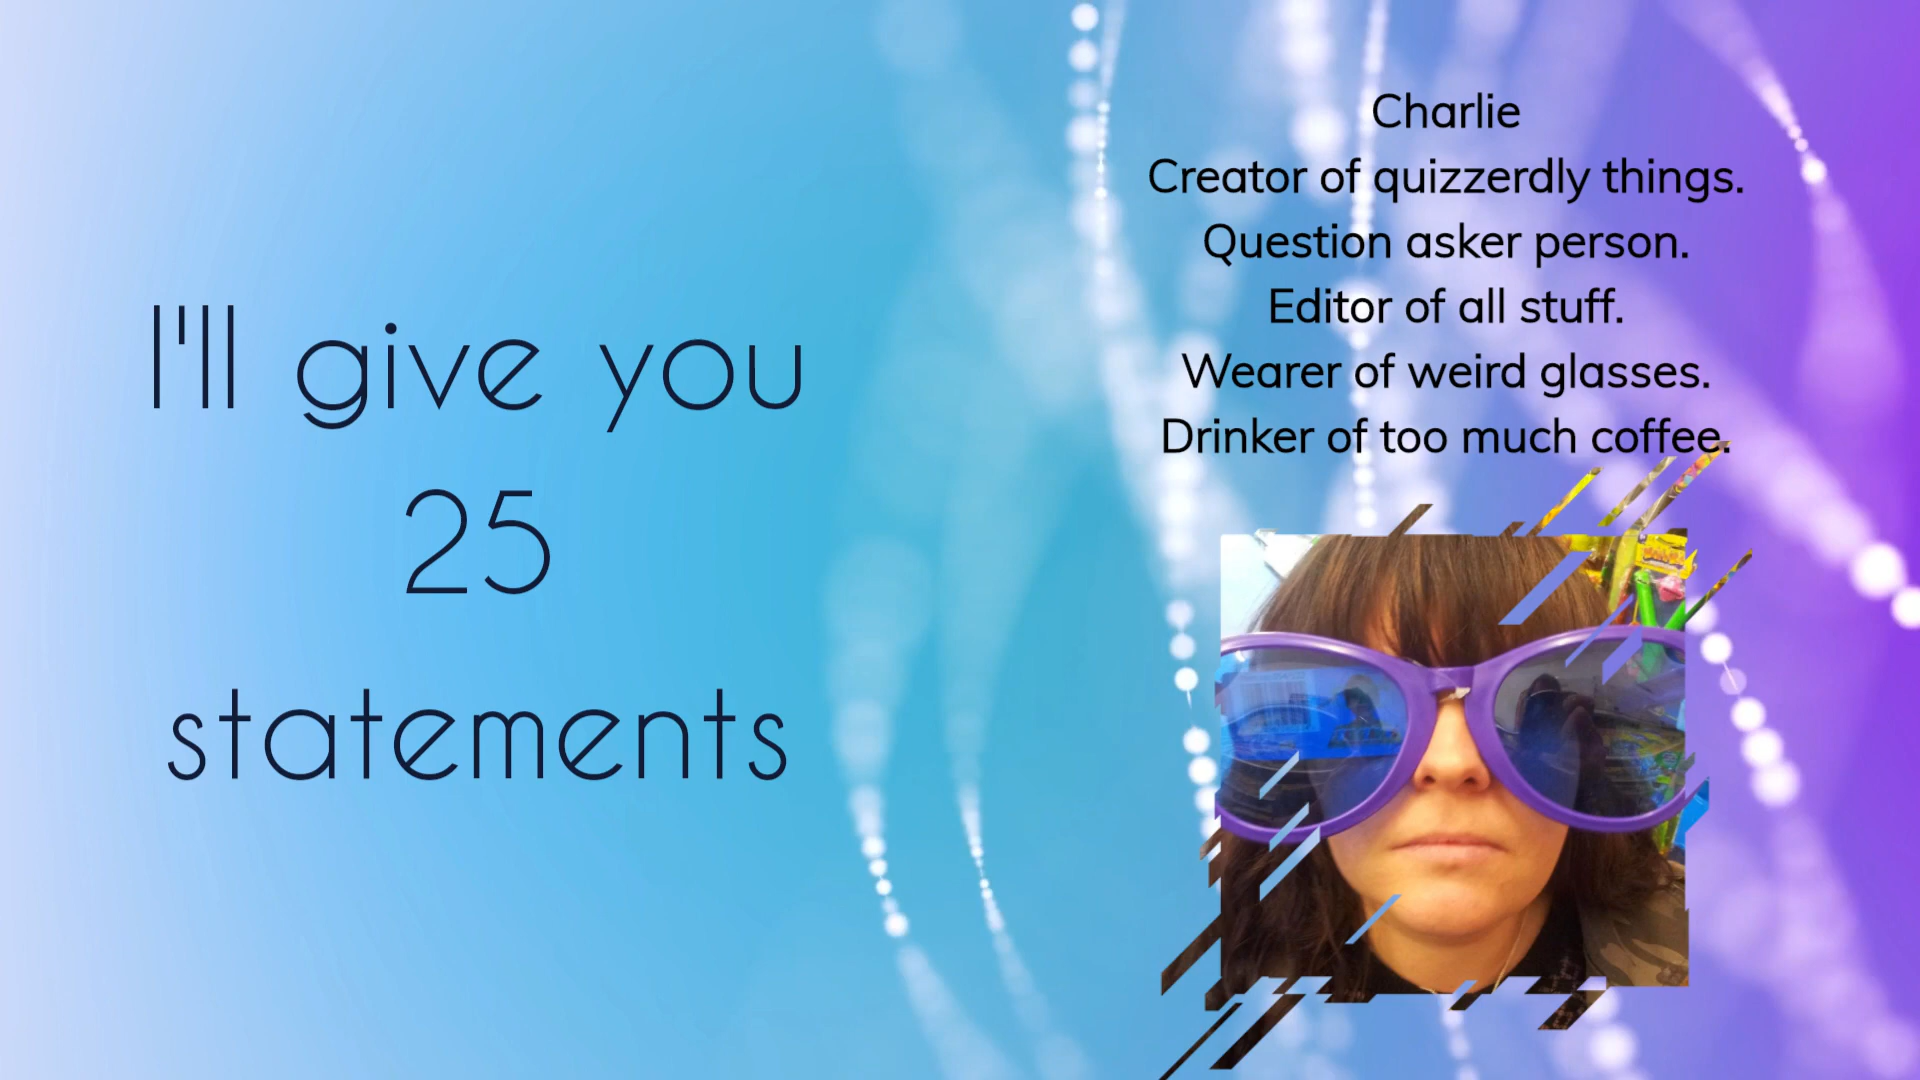 I'll give you
25
statements
Charlie
Creator of quizzerdly things.
Question asker person.
Editor of all stuff.
Wearer of weird glasses.
Drinker of too much coffee.